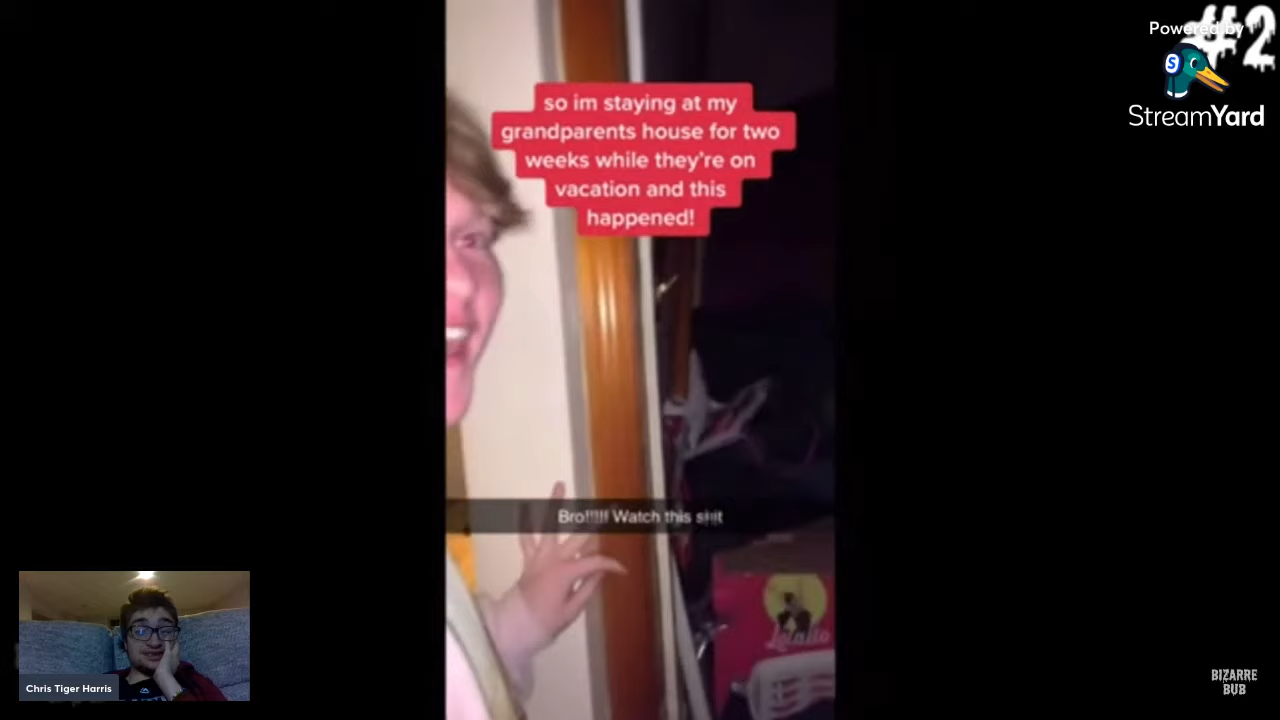 #2
Powered by
StreamYard
so im staying at my
grandparents house for two
weeks while they're on
vacation and this
happened!
Bro!!!!! Watch this s!!t
Chris Tiger Harris
BIZARRE
BUB